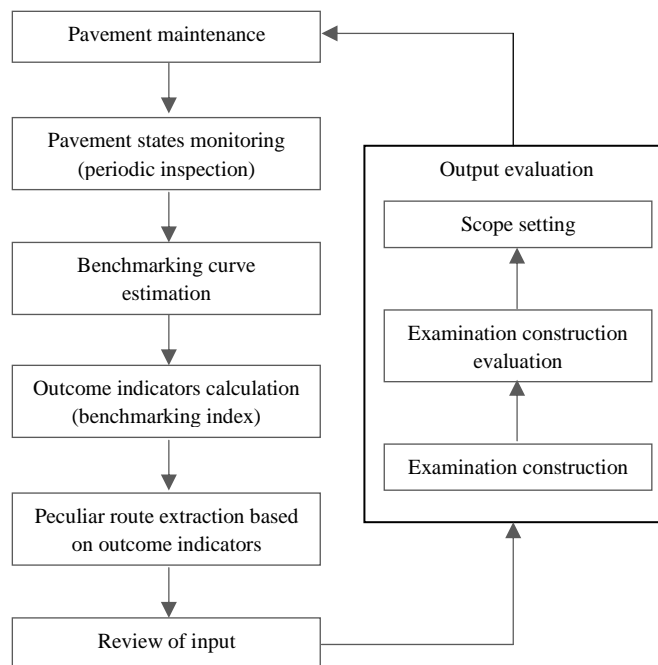 Pavement maintenance
Pavement states monitoring
(periodic inspection)
Benchmarking curve
estimation
Outcome indicators calculation
(benchmarking index)
Peculiar route extraction based
on outcome indicators
Review of input
Output evaluation
Scope setting
Examination construction
evaluation
Examination construction